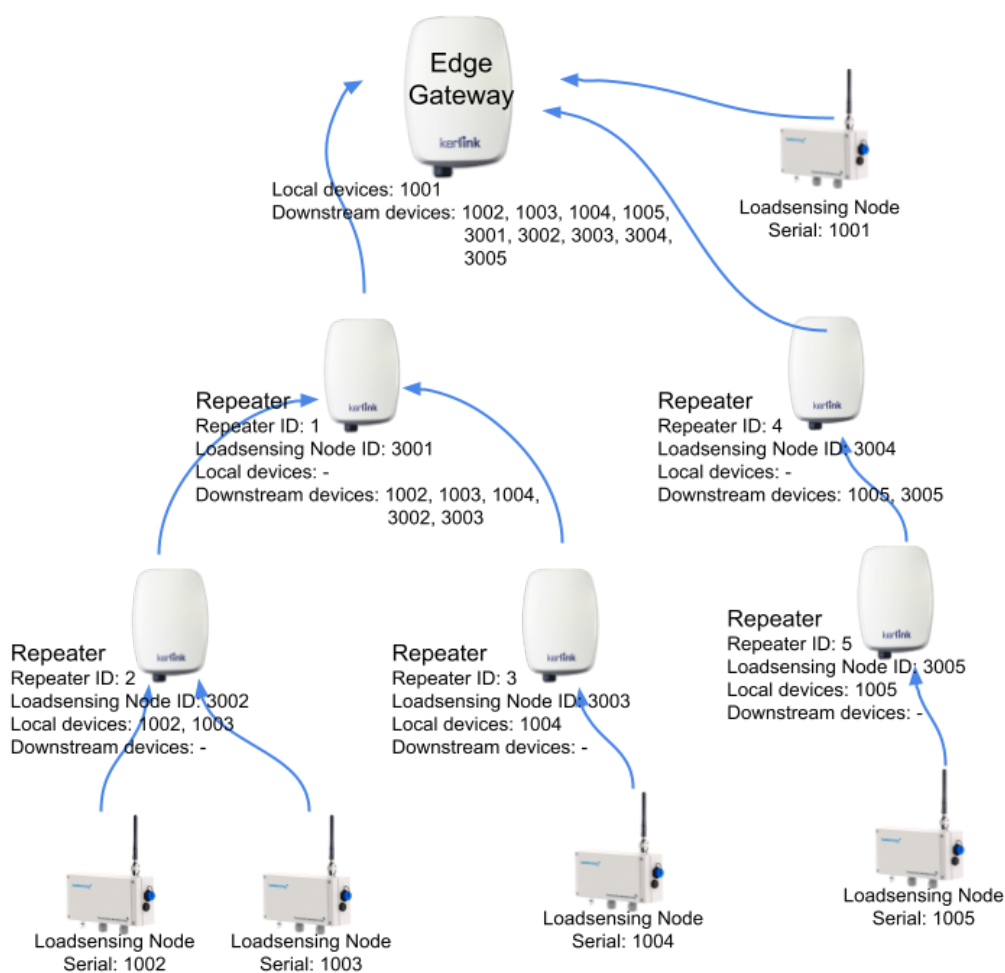 Edge
Gateway
kerlink
Local devices: 1001
Downstream devices: 1002, 1003, 1004, 1005,
3001, 3002, 3003, 3004,
3005
Loadsensing Node
Serial: 1001
kerlink
Repeater
Repeater ID: 1
Loadsensing Node ID: 3001
Local devices: -
Downstream devices: 1002, 1003, 1004,
3002, 3003
kerlink
Repeater
Repeater ID: 4
Loadsensing Node ID: 3004
Local devices: -
Downstream devices: 1005, 3005
kerlink
Repeater
Repeater ID: 2
Loadsensing Node ID: 3002
Local devices: 1002, 1003
Downstream devices: -
kerlink
Repeater
Repeater ID: 3
Loadsensing Node ID: 3003
Local devices: 1004
Downstream devices: -
kerlink
Repeater
Repeater ID: 5
Loadsensing Node ID: 3005
Local devices: 1005
Downstream devices: -
Loadsensing Node
Serial: 1002
Loadsensing Node
Serial: 1003
Loadsensing Node
Serial: 1004
Loadsensing Node
Serial: 1005